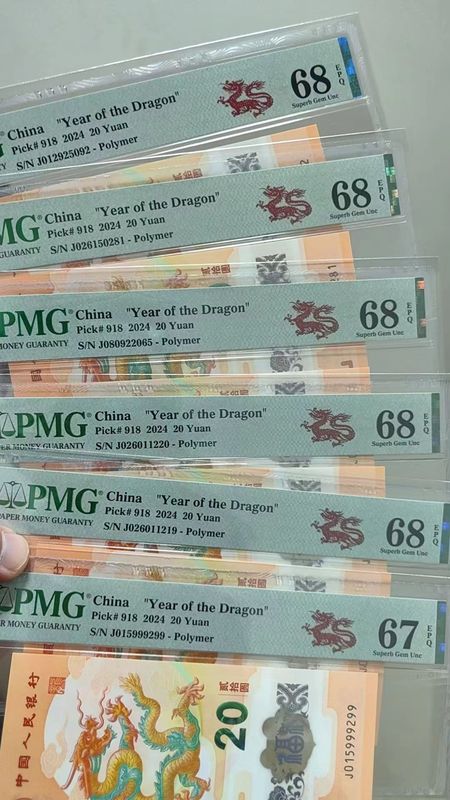 China "Year of the Dragon"
Pick# 918 2024 20 Yuan
S/N J012925092 - Polymer
68 EPQ
Superb Gem Unc
MG® China "Year of the Dragon"
Pick# 918 2024 20 Yuan
GUARANTY S/N J026150281 - Polymer
68 EPQ
Superb Gem Unc
281
PMG® China "Year of the Dragon"
Pick# 918 2024 20 Yuan
MONEY GUARANTY S/N J080922065 - Polymer
68 EPQ
Superb Gem Unc
PMG® China "Year of the Dragon"
Pick# 918 2024 20 Yuan
PER MONEY GUARANTY S/N J026011220 - Polymer
68 EPQ
Superb Gem Unc
PMG® China "Year of the Dragon"
Pick# 918 2024 20 Yuan
PAPER MONEY GUARANTY S/N J026011219 - Polymer
68 EPQ
Superb Gem Unc
PMG® China "Year of the Dragon"
Pick# 918 2024 20 Yuan
R MONEY GUARANTY S/N J015999299 - Polymer
67 EPQ
Superb Gem Unc
中国人民银行
贰拾圆
20
J015999299